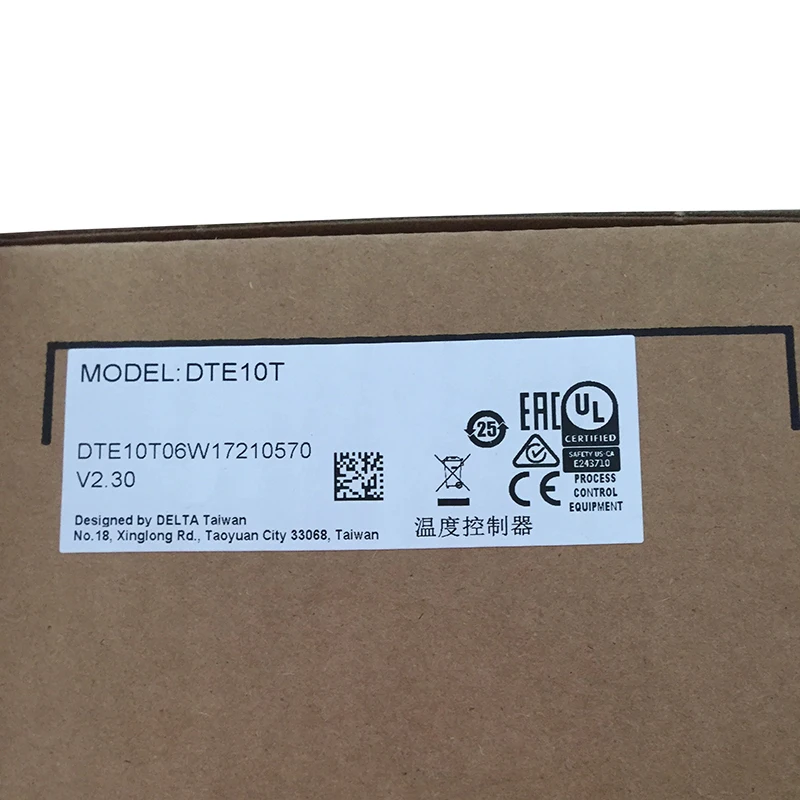 MODEL: DTE10T
DTE10T06W17210570
V2.30
Designed by DELTA Taiwan
No.18, Xinglong Rd., Taoyuan City 33068, Taiwan
25
EAC
UL
CERTIFIED
SAFETY US-CA
E243710
PROCESS
CONTROL
EQUIPMENT
CE
温度控制器